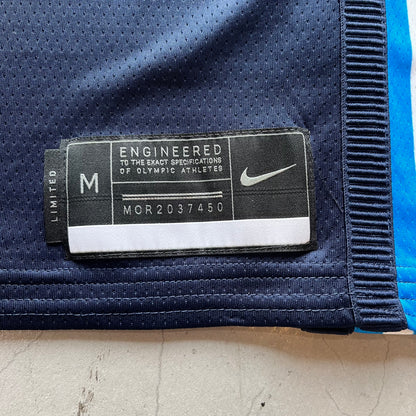 LIMITED
M
ENGINEERED
TO THE EXACT SPECIFICATIONS
OF OLYMPIC ATHLETES
MOR2037450